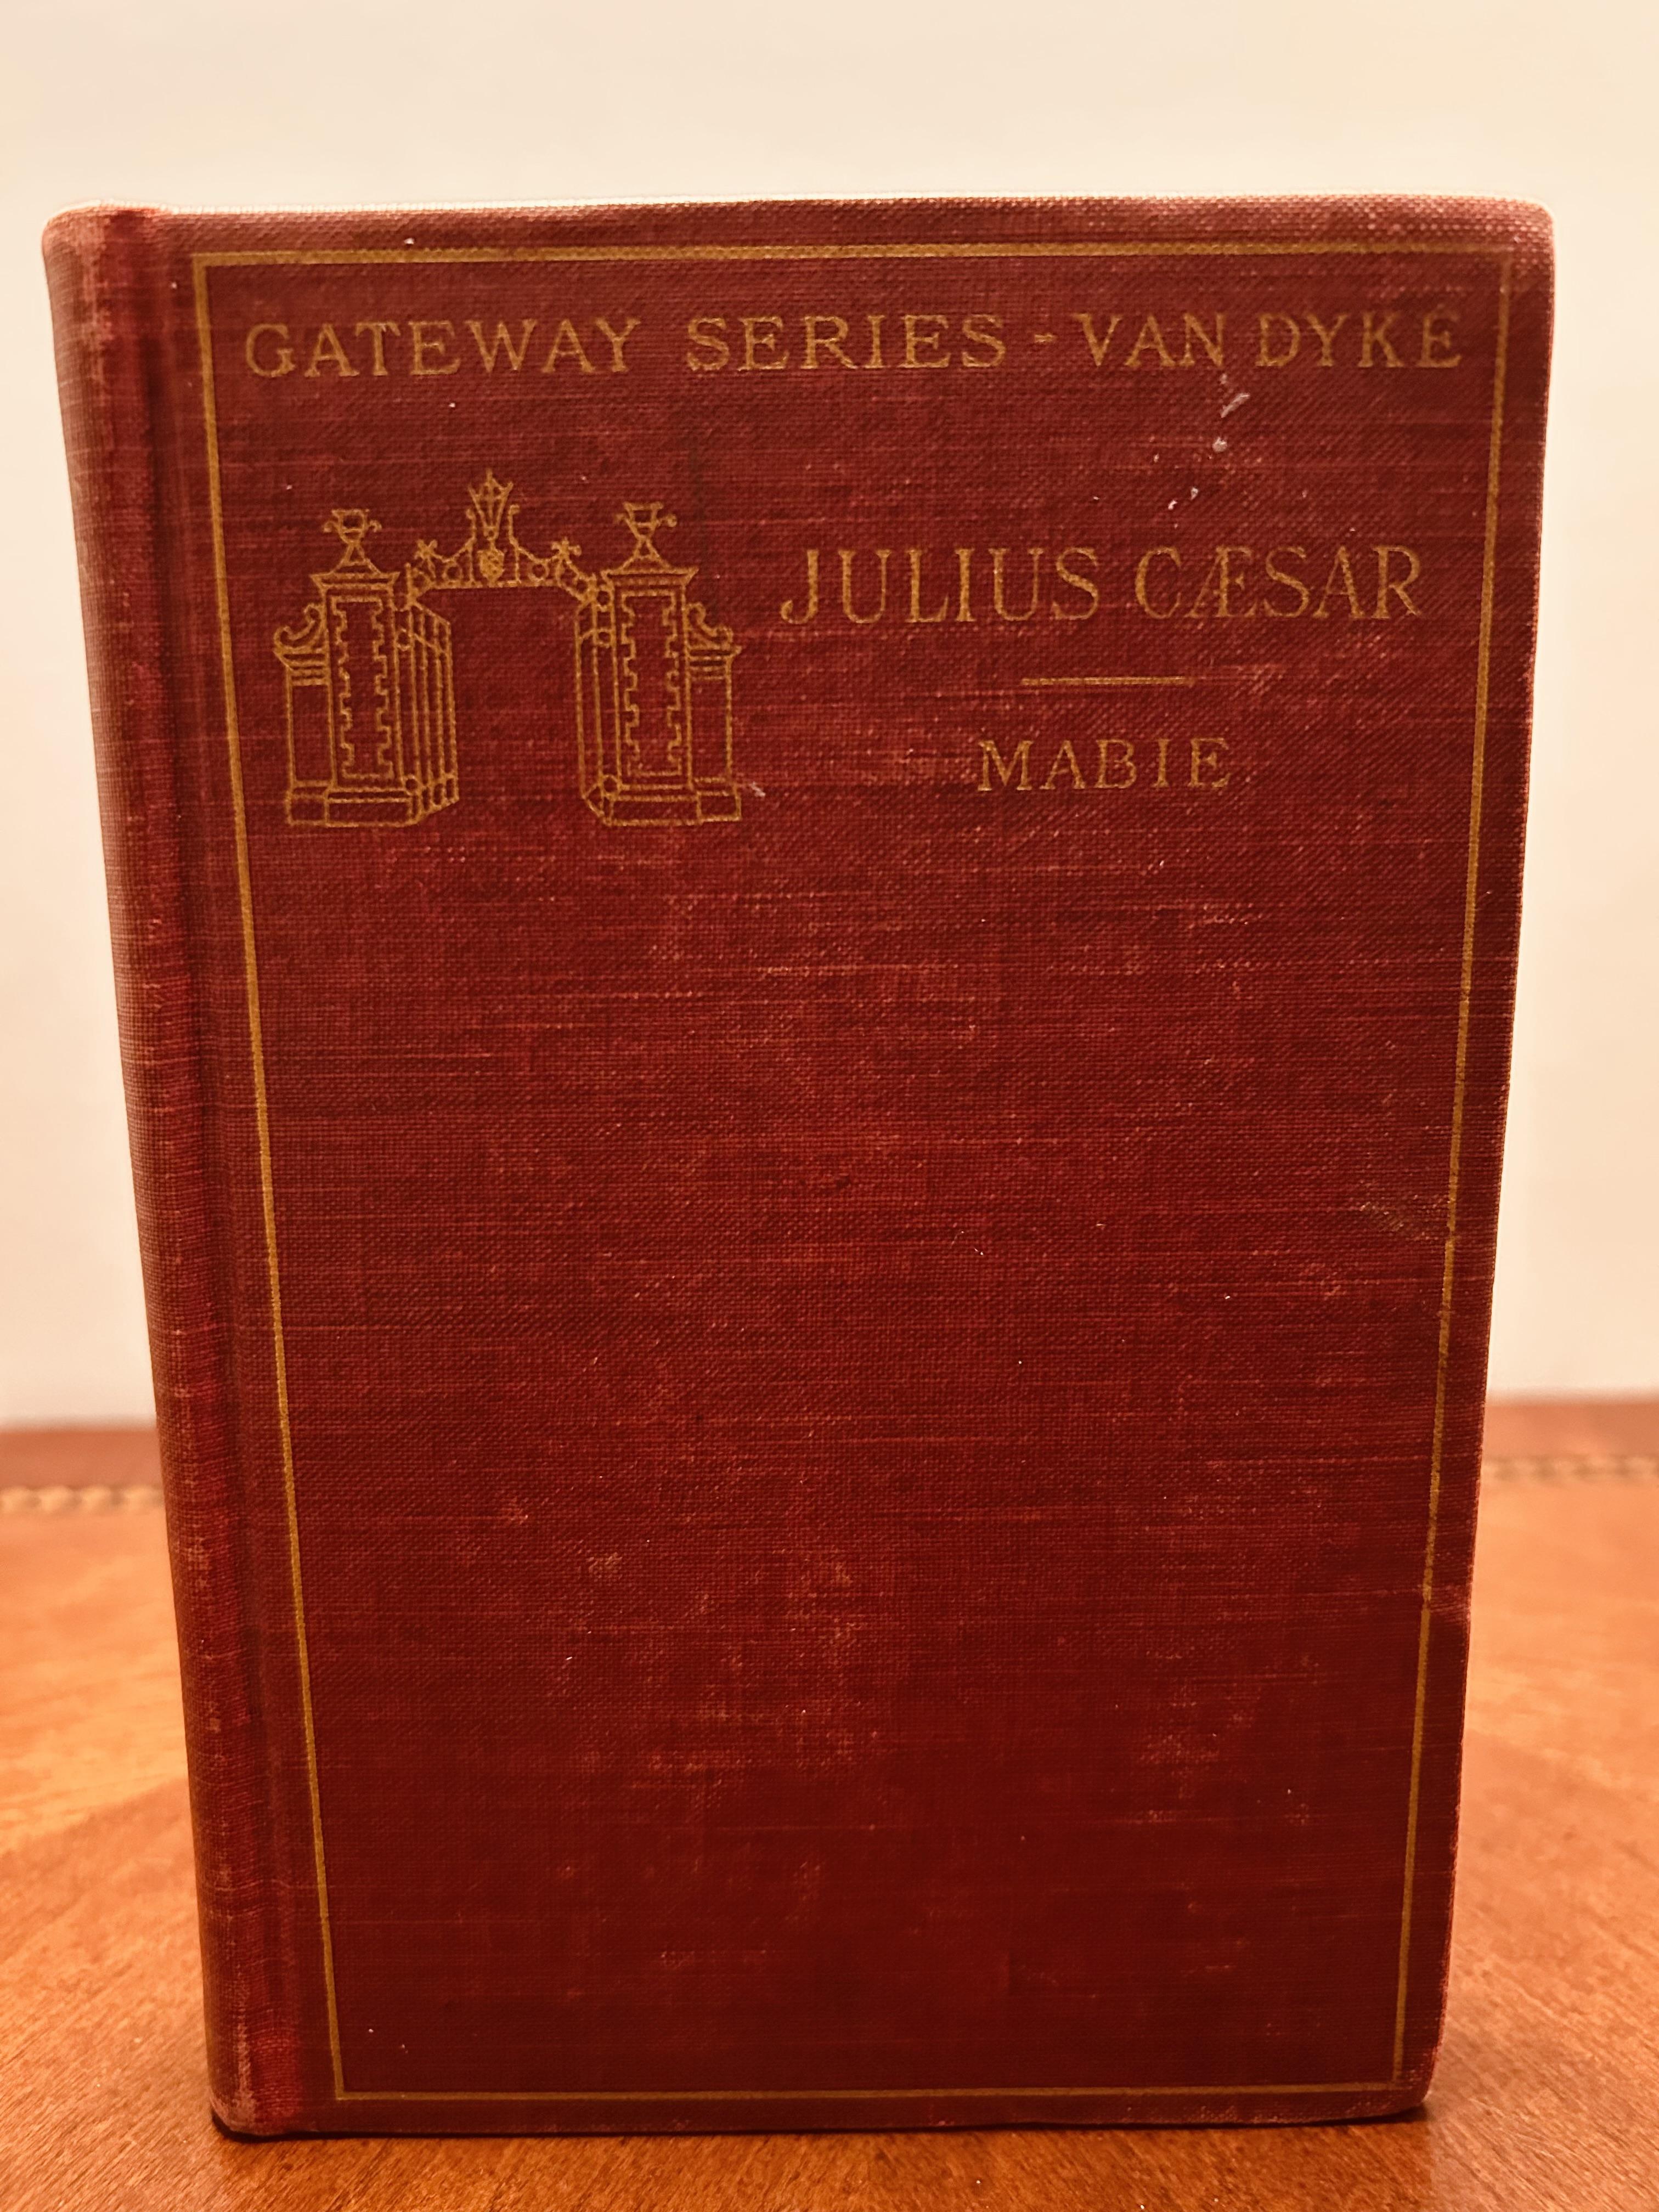 GATEWAY SERIES - VAN DYKE
JULIUS CÆSAR
MABIE